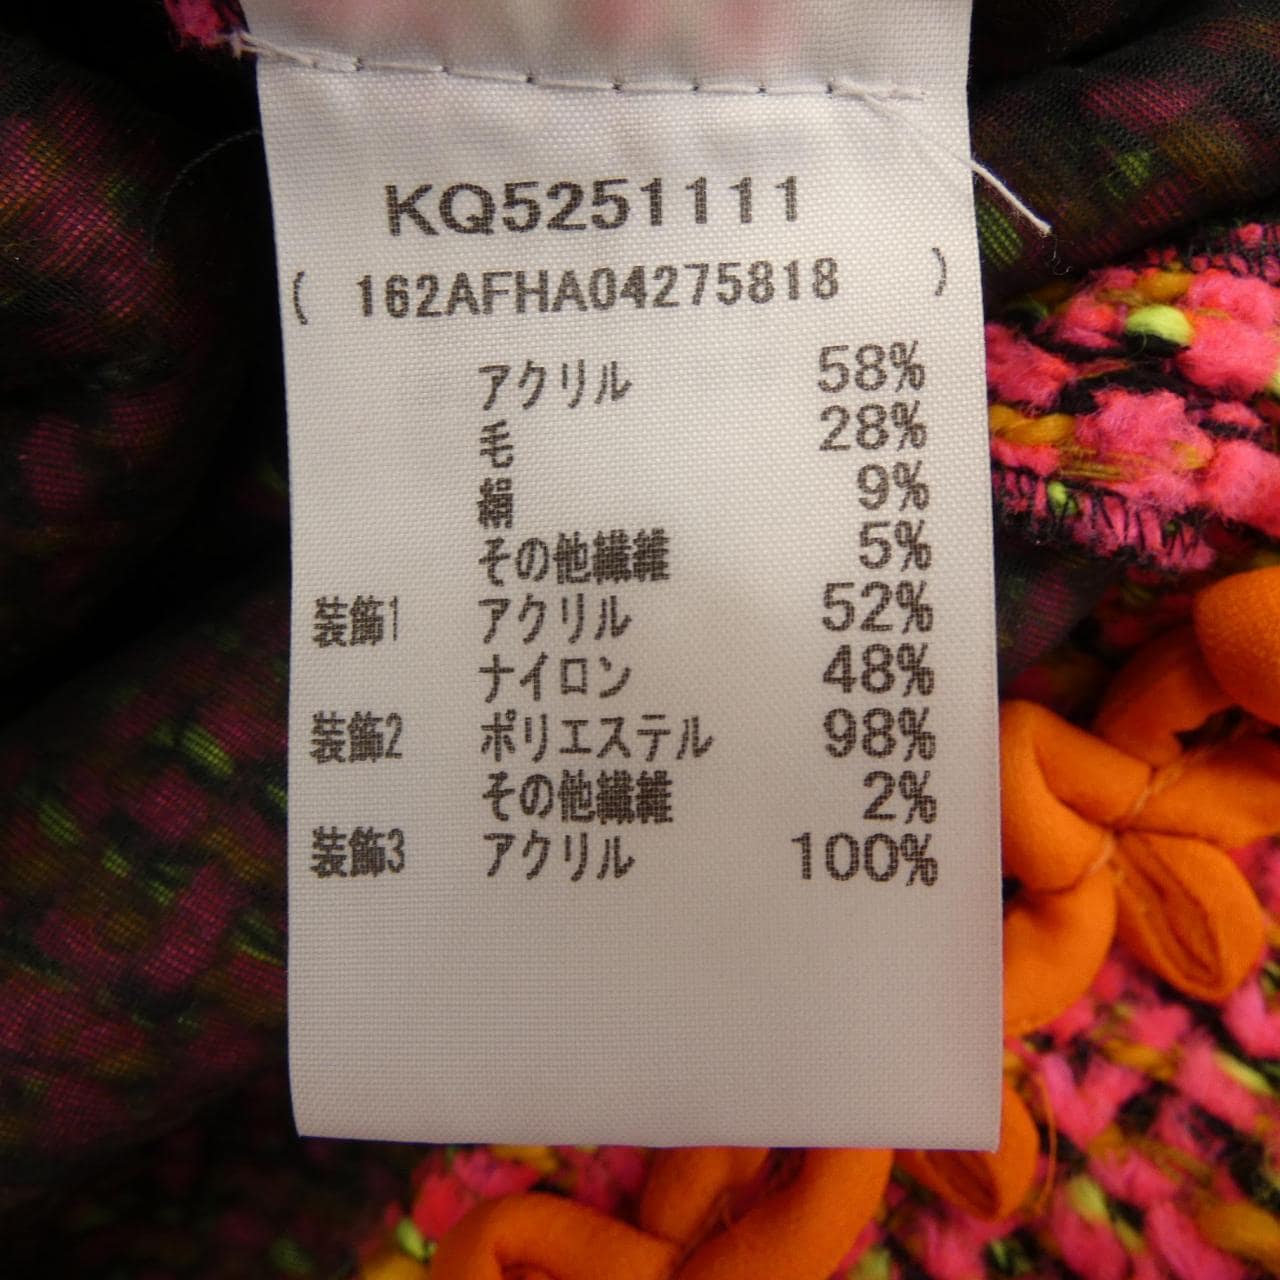 KQ5251111
( 162AFHA04275818 )
アクリル 58%
毛 28%
絹 9%
その他繊維 5%
装飾1 アクリル 52%
ナイロン 48%
装飾2 ポリエステル 98%
その他繊維 2%
装飾3 アクリル 100%